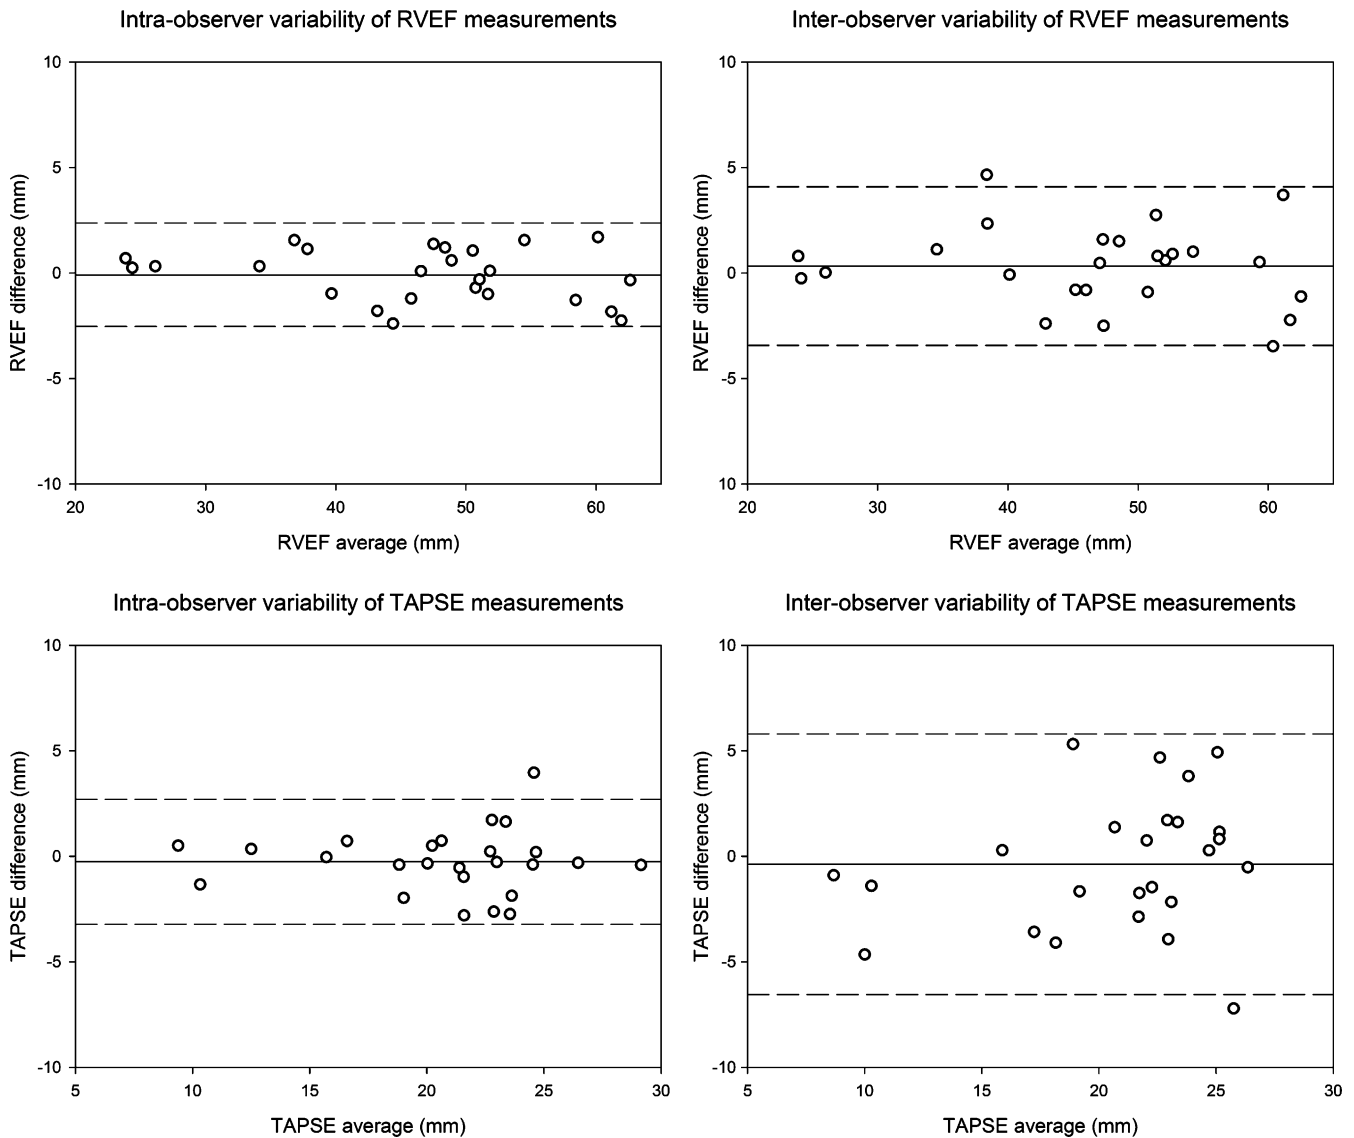 Intra-observer variability of RVEF measurements
Inter-observer variability of RVEF measurements
10
5
0
-5
-10
RVEF difference (mm)
20 30 40 50 60
RVEF average (mm)
10
5
0
-5
10
RVEF difference (mm)
20 30 40 50 60
RVEF average (mm)
Intra-observer variability of TAPSE measurements
Inter-observer variability of TAPSE measurements
10
5
0
-5
-10
TAPSE difference (mm)
5 10 15 20 25 30
TAPSE average (mm)
10
5
0
-5
-10
TAPSE difference (mm)
5 10 15 20 25 30
TAPSE average (mm)